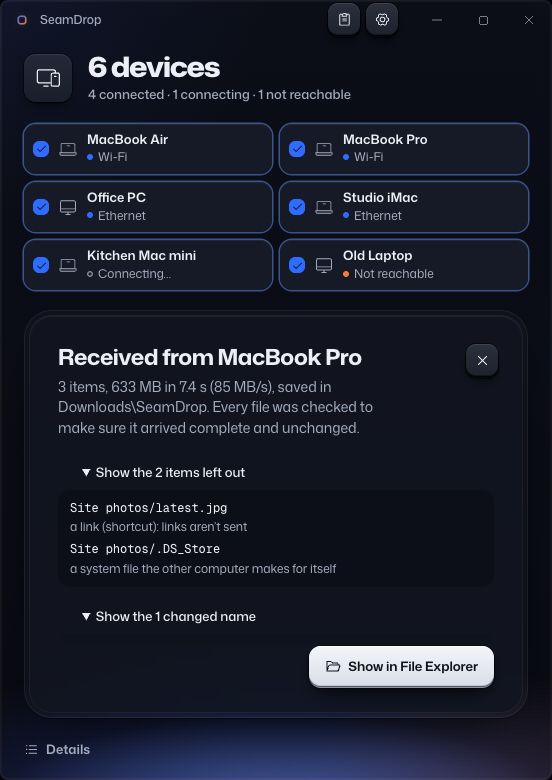 SeamDrop
6 devices
4 connected · 1 connecting · 1 not reachable
MacBook Air
Wi-Fi
MacBook Pro
Wi-Fi
Office PC
Ethernet
Studio iMac
Ethernet
Kitchen Mac mini
Connecting...
Old Laptop
Not reachable
Received from MacBook Pro
3 items, 633 MB in 7.4 s (85 MB/s), saved in
Downloads\SeamDrop. Every file was checked to
make sure it arrived complete and unchanged.
▼ Show the 2 items left out
Site photos/latest.jpg
a link (shortcut): links aren't sent
Site photos/.DS_Store
a system file the other computer makes for itself
▼ Show the 1 changed name
Show in File Explorer
Details